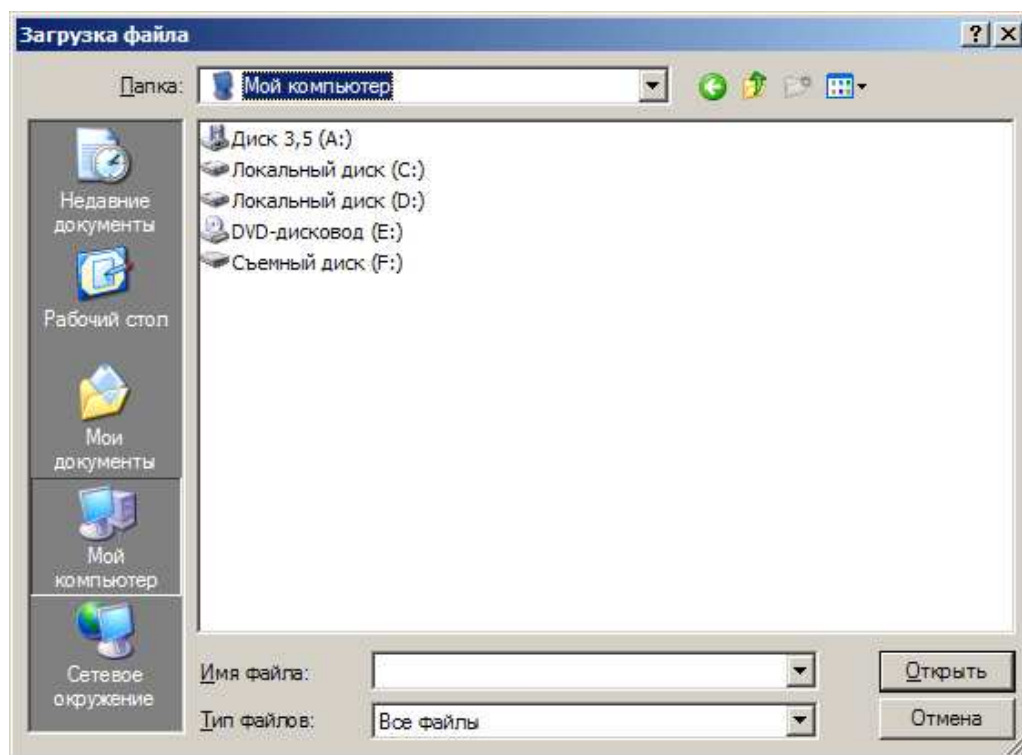 Загрузка файла
Папка: Мой компьютер
Недавние
документы
Рабочий стол
Мои
документы
Мой
компьютер
Сетевое
окружение
Диск 3,5 (A:)
Локальный диск (C:)
Локальный диск (D:)
DVD-дисковод (E:)
Съемный диск (F:)
Имя файла:
Открыть
Тип файлов: Все файлы
Отмена